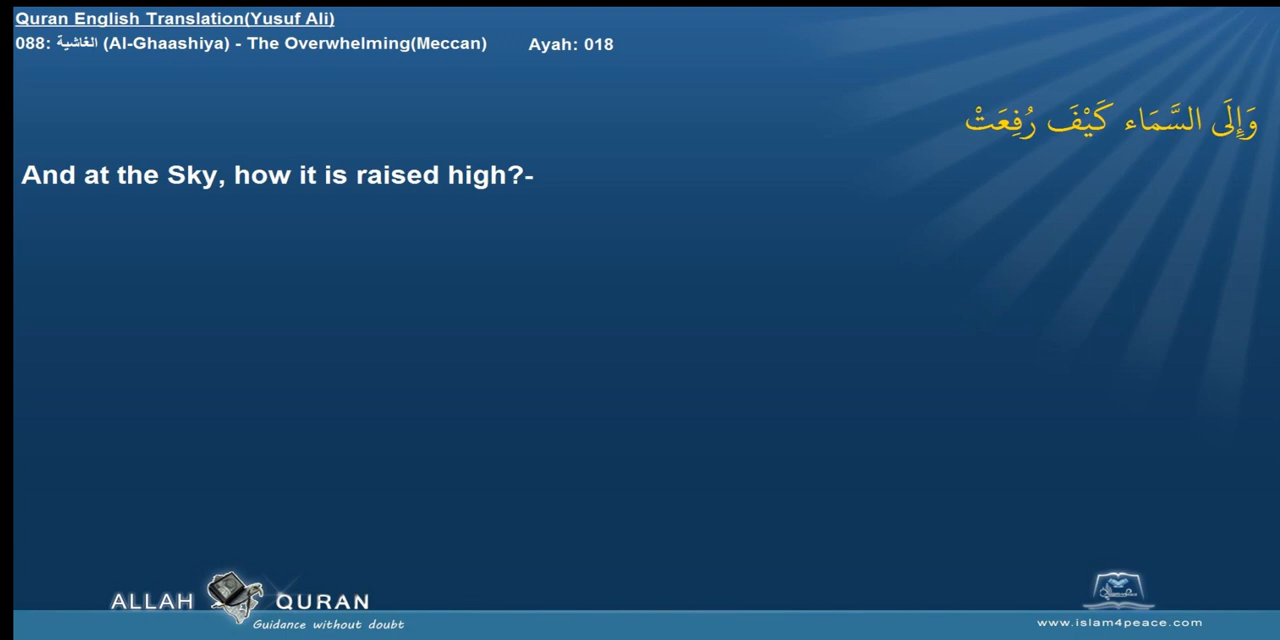 Quran English Translation(Yusuf Ali)
088: الغاشية (Al-Ghaashiya) - The Overwhelming(Meccan) Ayah: 018
وَإِلَى السَّمَاء كَيْفَ رُفِعَتْ
And at the Sky, how it is raised high?-
ALLAH QURAN
Guidance without doubt
www.islam4peace.com